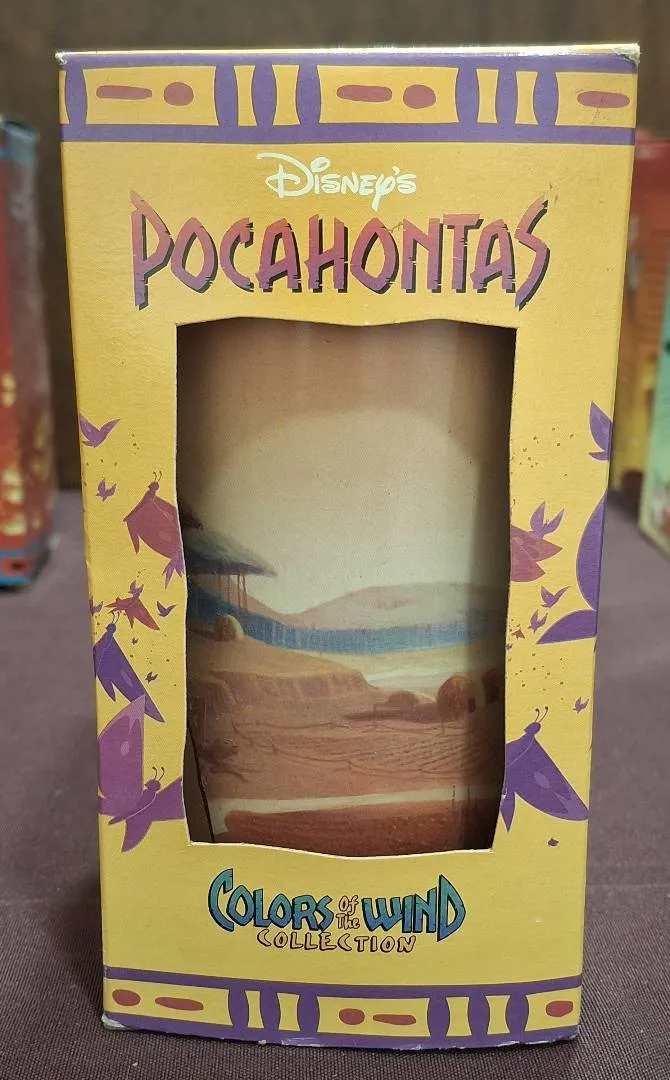 Disney's
POCAHONTAS
COLORS Of The WIND
COLLECTION